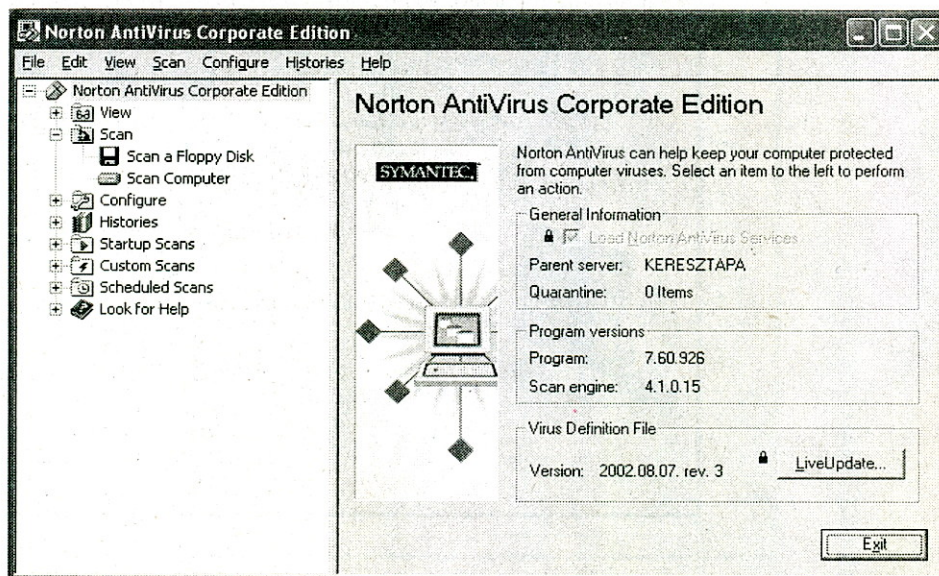 Norton AntiVirus Corporate Edition
File Edit View Scan Configure Histories Help
Norton AntiVirus Corporate Edition
View
Scan
Scan a Floppy Disk
Scan Computer
Configure
Histories
Startup Scans
Custom Scans
Scheduled Scans
Look for Help
Norton AntiVirus Corporate Edition
SYMANTEC.
Norton AntiVirus can help keep your computer protected
from computer viruses. Select an item to the left to perform
an action.
General Information
Load Norton AntiVirus Services
Parent server: KERESZTAPA
Quarantine: 0 Items
Program versions
Program: 7.60.926
Scan engine: 4.1.0.15
Virus Definition File
Version: 2002.08.07. rev. 3
LiveUpdate...
Exit